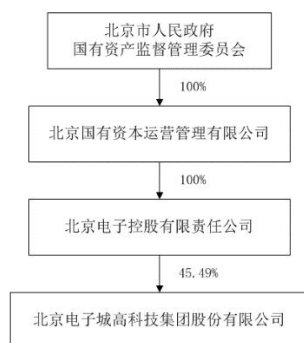 北京市人民政府
国有资产监督管理委员会
100%
北京国有资本运营管理有限公司
100%
北京电子控股有限责任公司
45.49%
北京电子城高科技集团股份有限公司